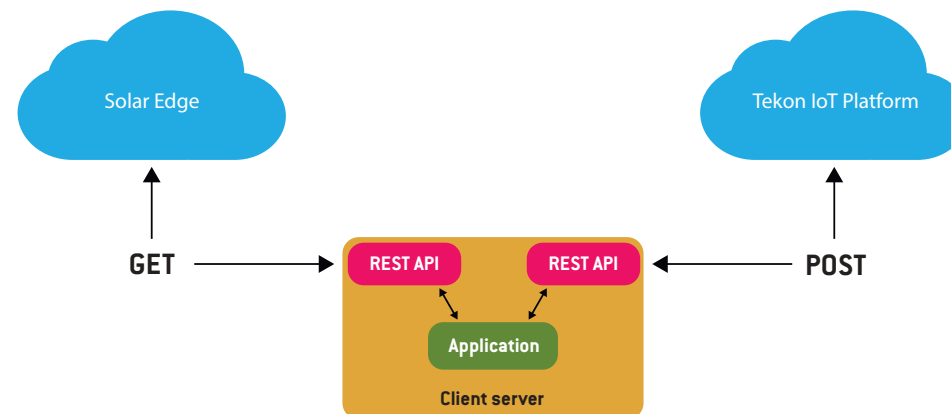 Solar Edge
Tekon IoT Platform
GET
REST API
REST API
POST
Application
Client server